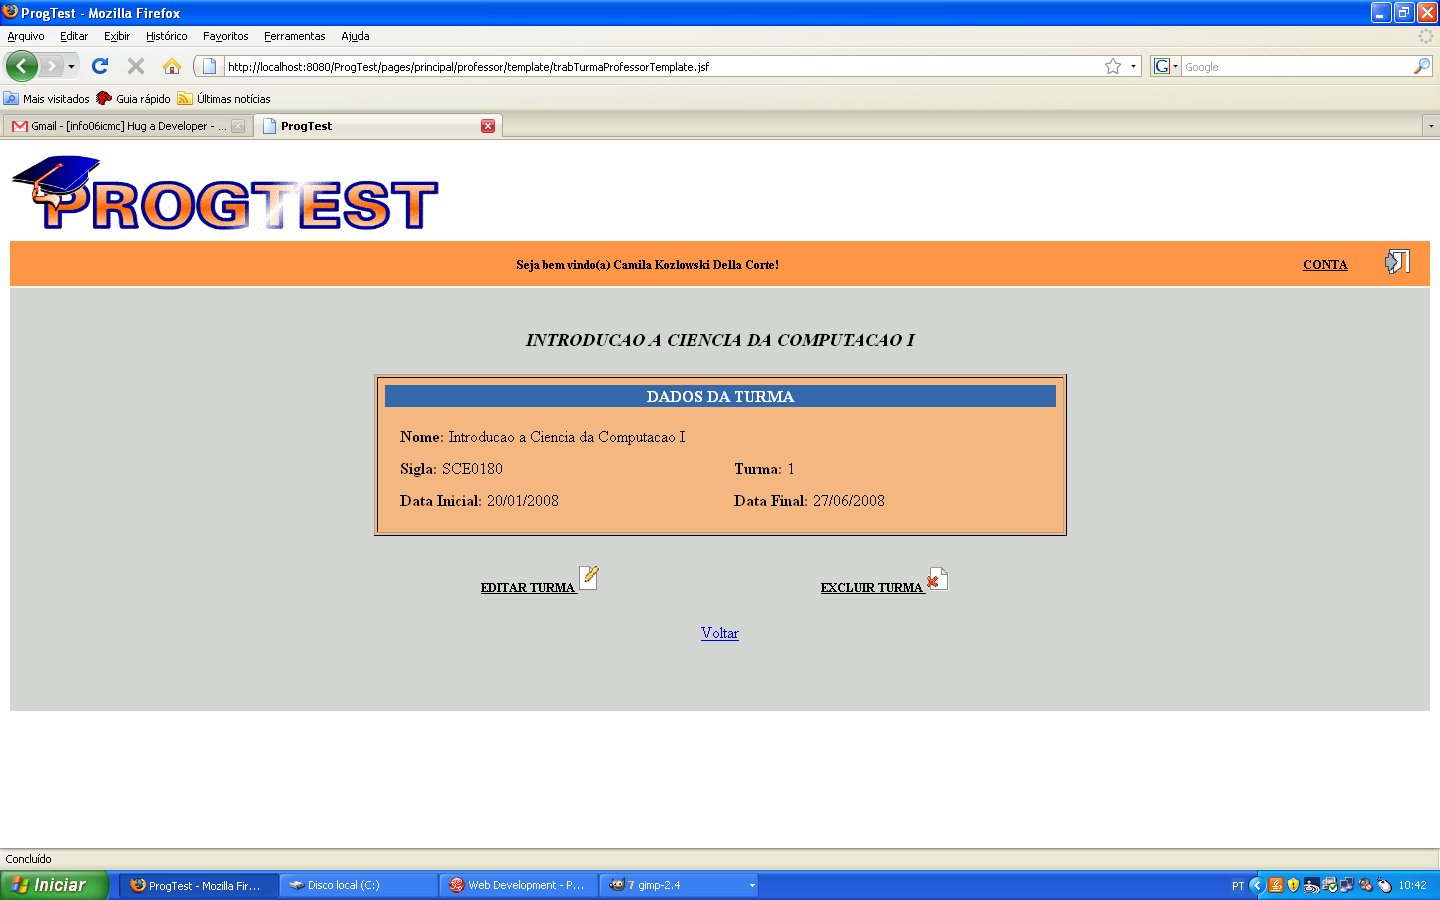 ProgTest - Mozilla Firefox
Arquivo Editar Exibir Histórico Favoritos Ferramentas Ajuda
http://localhost:8080/ProgTest/pages/principal/professor/template/trabTurmaProfessorTemplate.jsf
G Google
Mais visitados Guia rápido Últimas notícias
Gmail - [info06icmc] Hug a Developer - ... ProgTest
PROGTEST
Seja bem vindo(a) Camila Kozlowski Della Corte! CONTA
INTRODUCAO A CIENCIA DA COMPUTACAO I
DADOS DA TURMA
Nome: Introducao a Ciencia da Computacao I
Sigla: SCE0180 Turma: 1
Data Inicial: 20/01/2008 Data Final: 27/06/2008
EDITAR TURMA EXCLUIR TURMA
Voltar
Concluído
Iniciar ProgTest - Mozilla Fir... Disco local (C:) Web Development - P... 7 gimp-2.4 PT 10:42